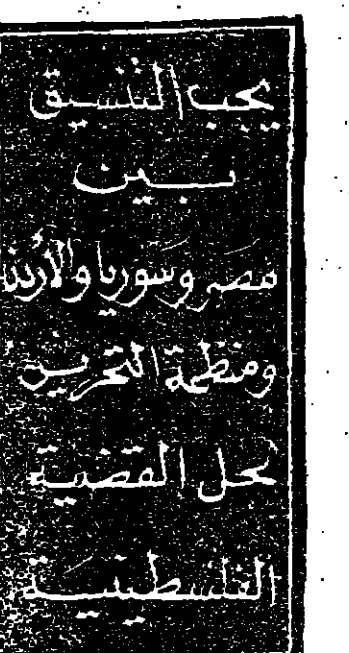 يجب التنسيق
بين
مصر وسوريا والأردن
ومنظمة التحرير
لحل القضية
الفلسطينية